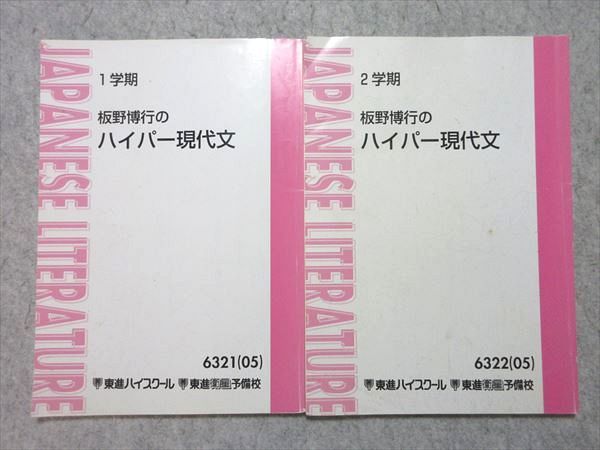 JAPANESE LITERATURE
1学期
板野博行の
ハイパー現代文
6321(05)
東進ハイスクール 東進衛星予備校
JAPANESE LITERATURE
2学期
板野博行の
ハイパー現代文
6322(05)
東進ハイスクール 東進衛星予備校